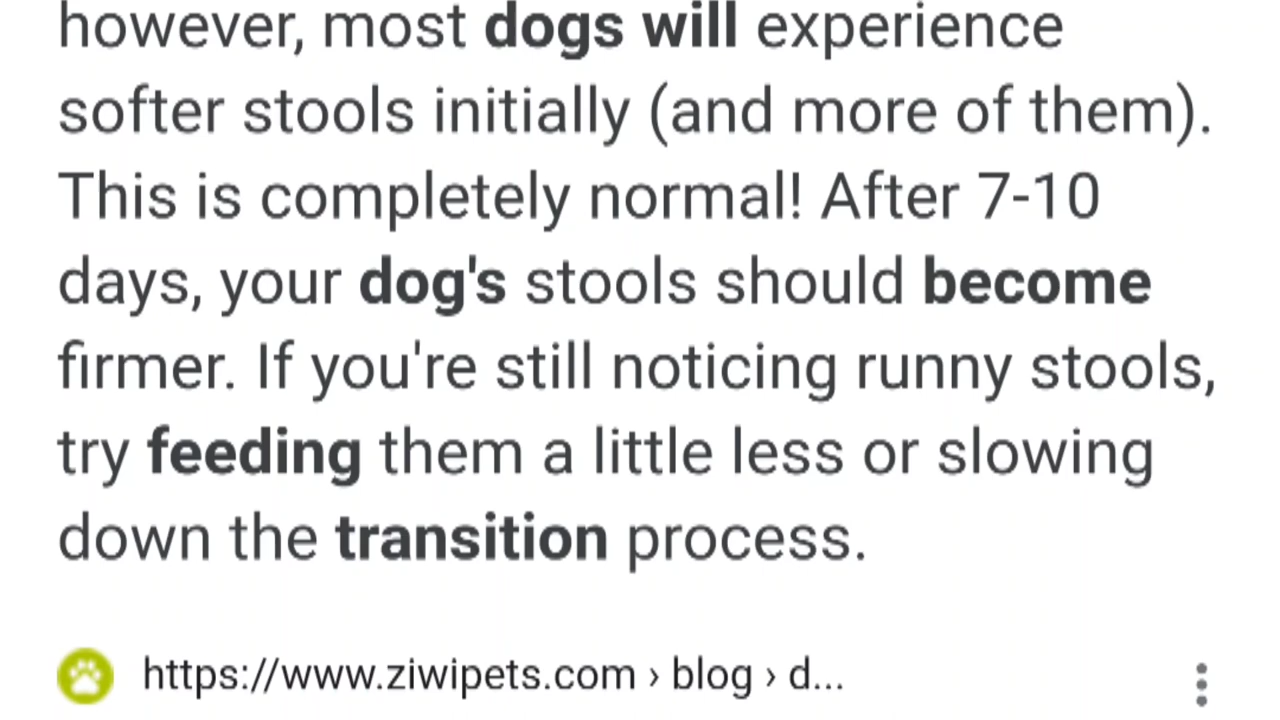 however, most dogs will experience
softer stools initially (and more of them).
This is completely normal! After 7-10
days, your dog's stools should become
firmer. If you're still noticing runny stools,
try feeding them a little less or slowing
down the transition process.
https://www.ziwipets.com › blog › d...